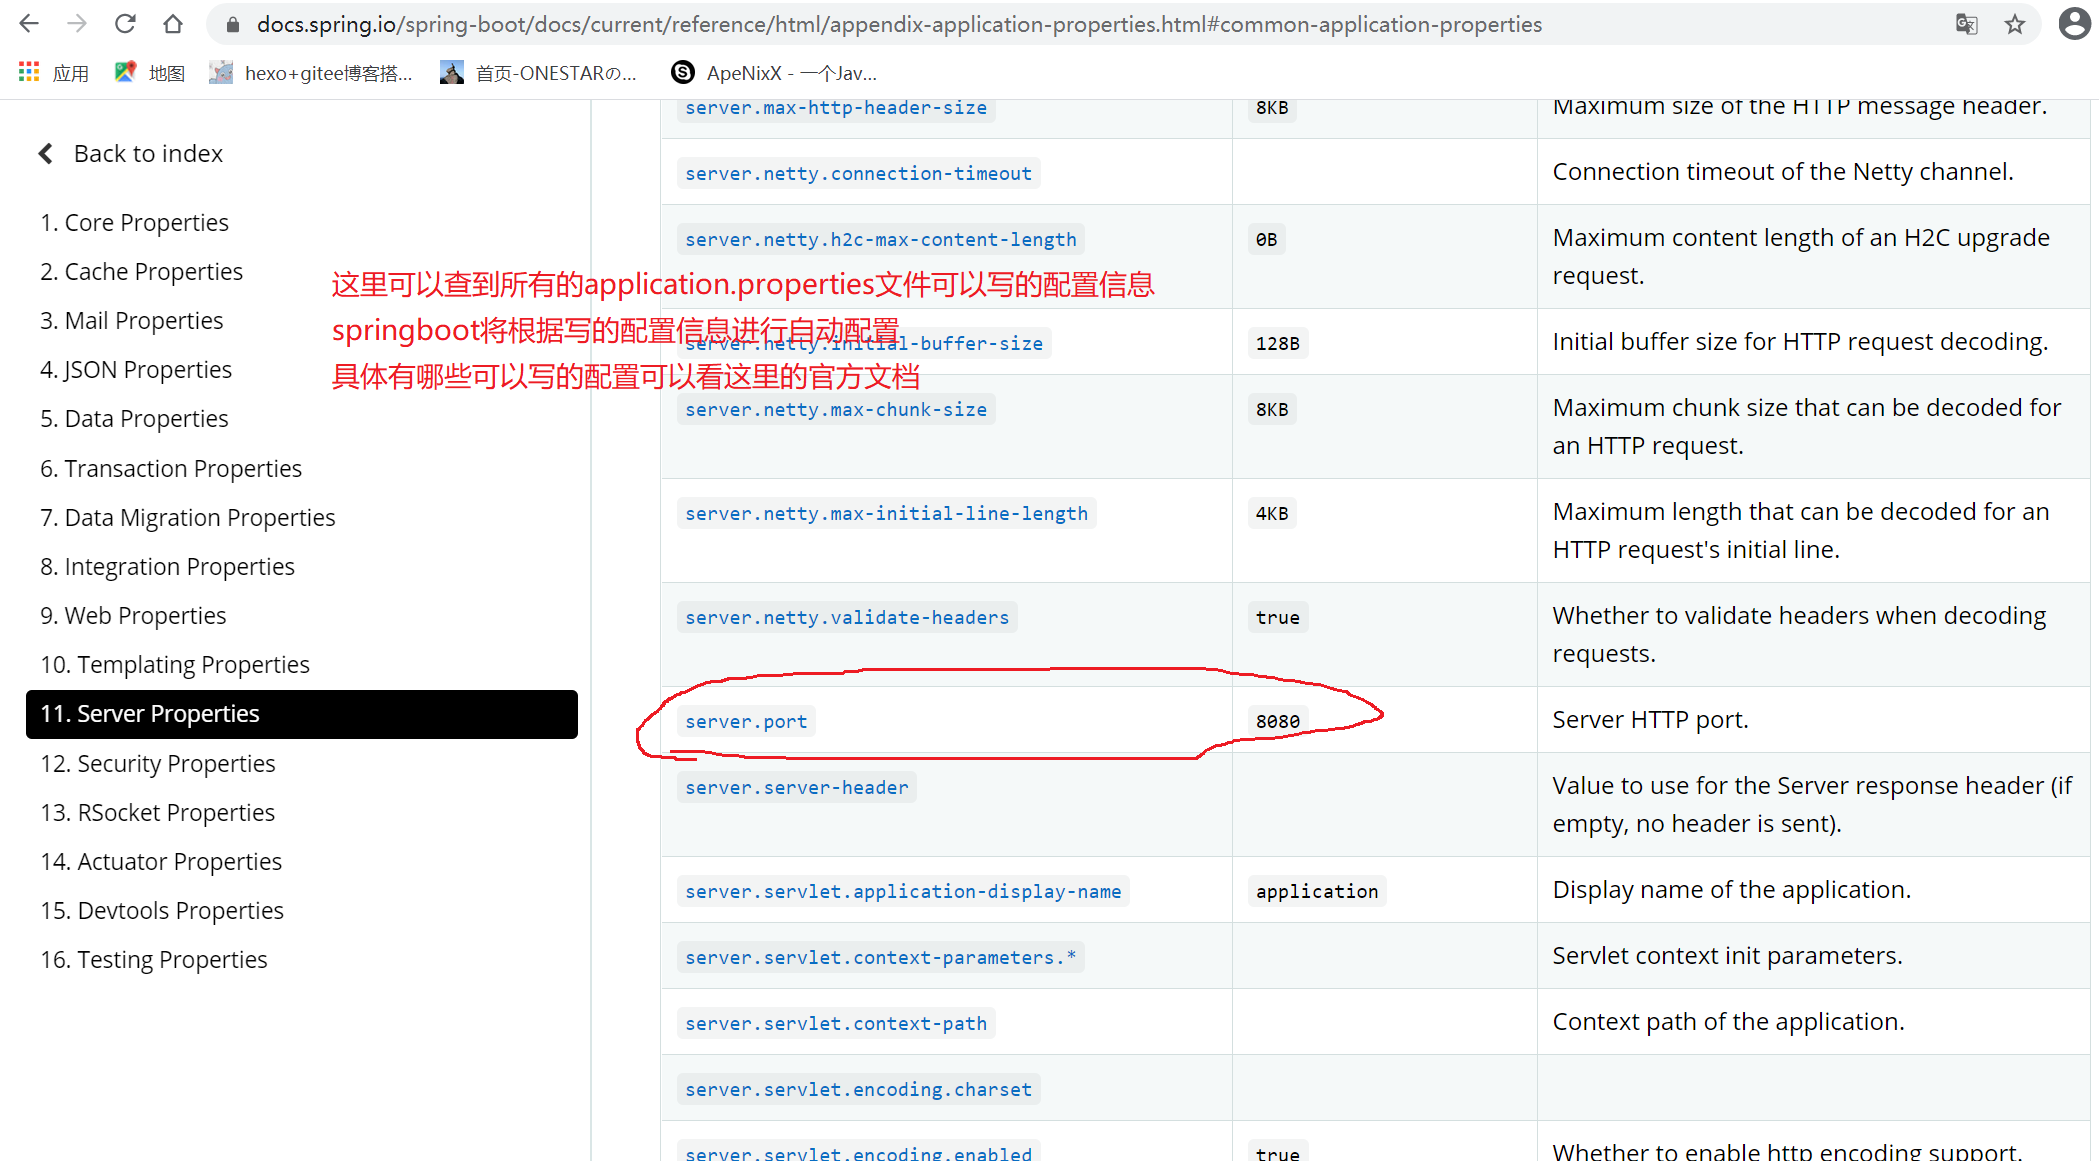 docs.spring.io/spring-boot/docs/current/reference/html/appendix-application-properties.html#common-application-properties
应用 地图 hexo+gitee博客搭... 首页-ONESTARの... ApeNixX - 一个Jav...
Back to index
1. Core Properties
2. Cache Properties
3. Mail Properties
4. JSON Properties
5. Data Properties
6. Transaction Properties
7. Data Migration Properties
8. Integration Properties
9. Web Properties
10. Templating Properties
11. Server Properties
12. Security Properties
13. RSocket Properties
14. Actuator Properties
15. Devtools Properties
16. Testing Properties
这里可以查到所有的application.properties文件可以写的配置信息
springboot将根据写的配置信息进行自动配置
具体有哪些可以写的配置可以看这里的官方文档
server.max-http-header-size 8KB Maximum size of the HTTP message header.
server.netty.connection-timeout Connection timeout of the Netty channel.
server.netty.h2c-max-content-length 0B Maximum content length of an H2C upgrade
request.
server.netty.initial-buffer-size 128B Initial buffer size for HTTP request decoding.
server.netty.max-chunk-size 8KB Maximum chunk size that can be decoded for
an HTTP request.
server.netty.max-initial-line-length 4KB Maximum length that can be decoded for an
HTTP request's initial line.
server.netty.validate-headers true Whether to validate headers when decoding
requests.
server.port 8080 Server HTTP port.
server.server-header Value to use for the Server response header (if
empty, no header is sent).
server.servlet.application-display-name application Display name of the application.
server.servlet.context-parameters.* Servlet context init parameters.
server.servlet.context-path Context path of the application.
server.servlet.encoding.charset
server.servlet.encoding.enabled true Whether to enable http encoding support.